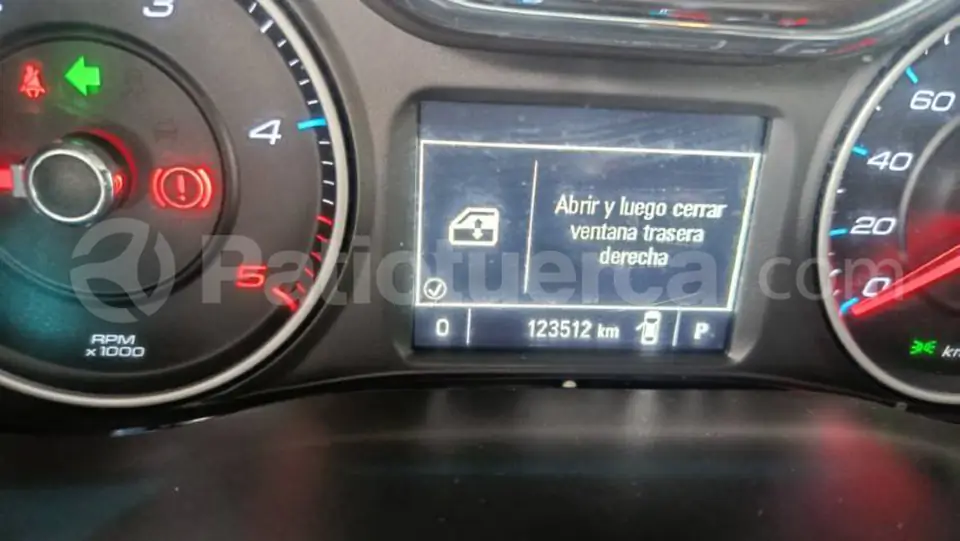 4
5
RPM
x1000
Abrir y luego cerrar
ventana trasera
derecha
0
123512 km
P
60
40
20
0
km
Patiotuerca.com